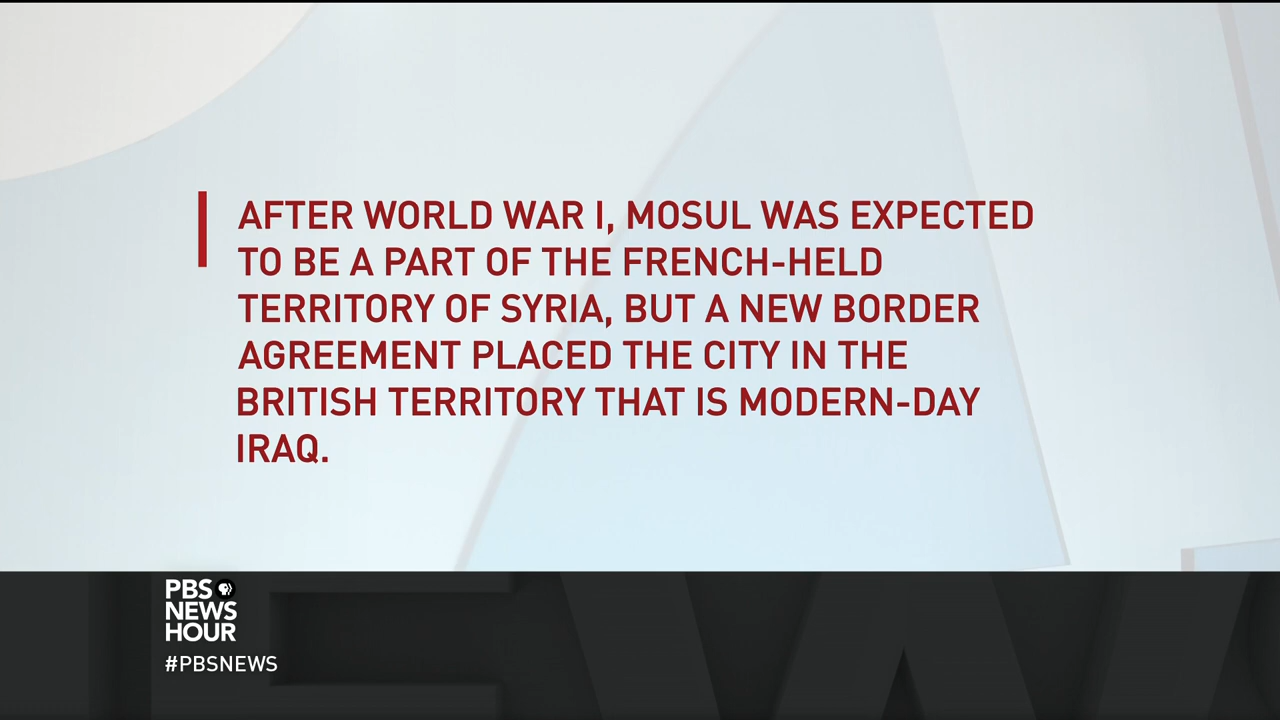 AFTER WORLD WAR I, MOSUL WAS EXPECTED
TO BE A PART OF THE FRENCH-HELD
TERRITORY OF SYRIA, BUT A NEW BORDER
AGREEMENT PLACED THE CITY IN THE
BRITISH TERRITORY THAT IS MODERN-DAY
IRAQ.
PBS
NEWS
HOUR
#PBSNEWS